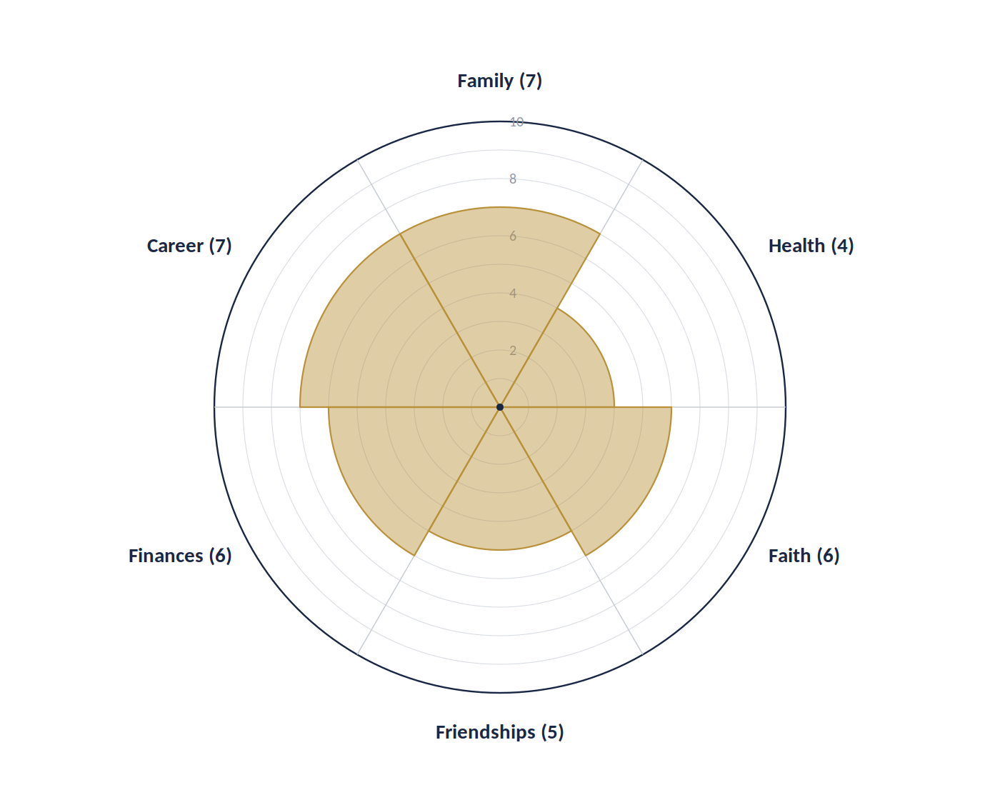 Family (7)
10
8
Career (7)
Health (4)
6
4
2
Finances (6)
Faith (6)
Friendships (5)